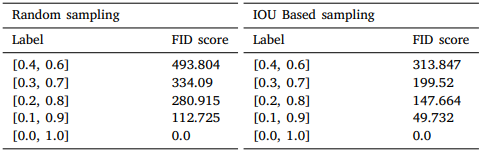 Random sampling IOU Based sampling
Label FID score Label FID score
[0.4, 0.6] 493.804 [0.4, 0.6] 313.847
[0.3, 0.7] 334.09 [0.3, 0.7] 199.52
[0.2, 0.8] 280.915 [0.2, 0.8] 147.664
[0.1, 0.9] 112.725 [0.1, 0.9] 49.732
[0.0, 1.0] 0.0 [0.0, 1.0] 0.0